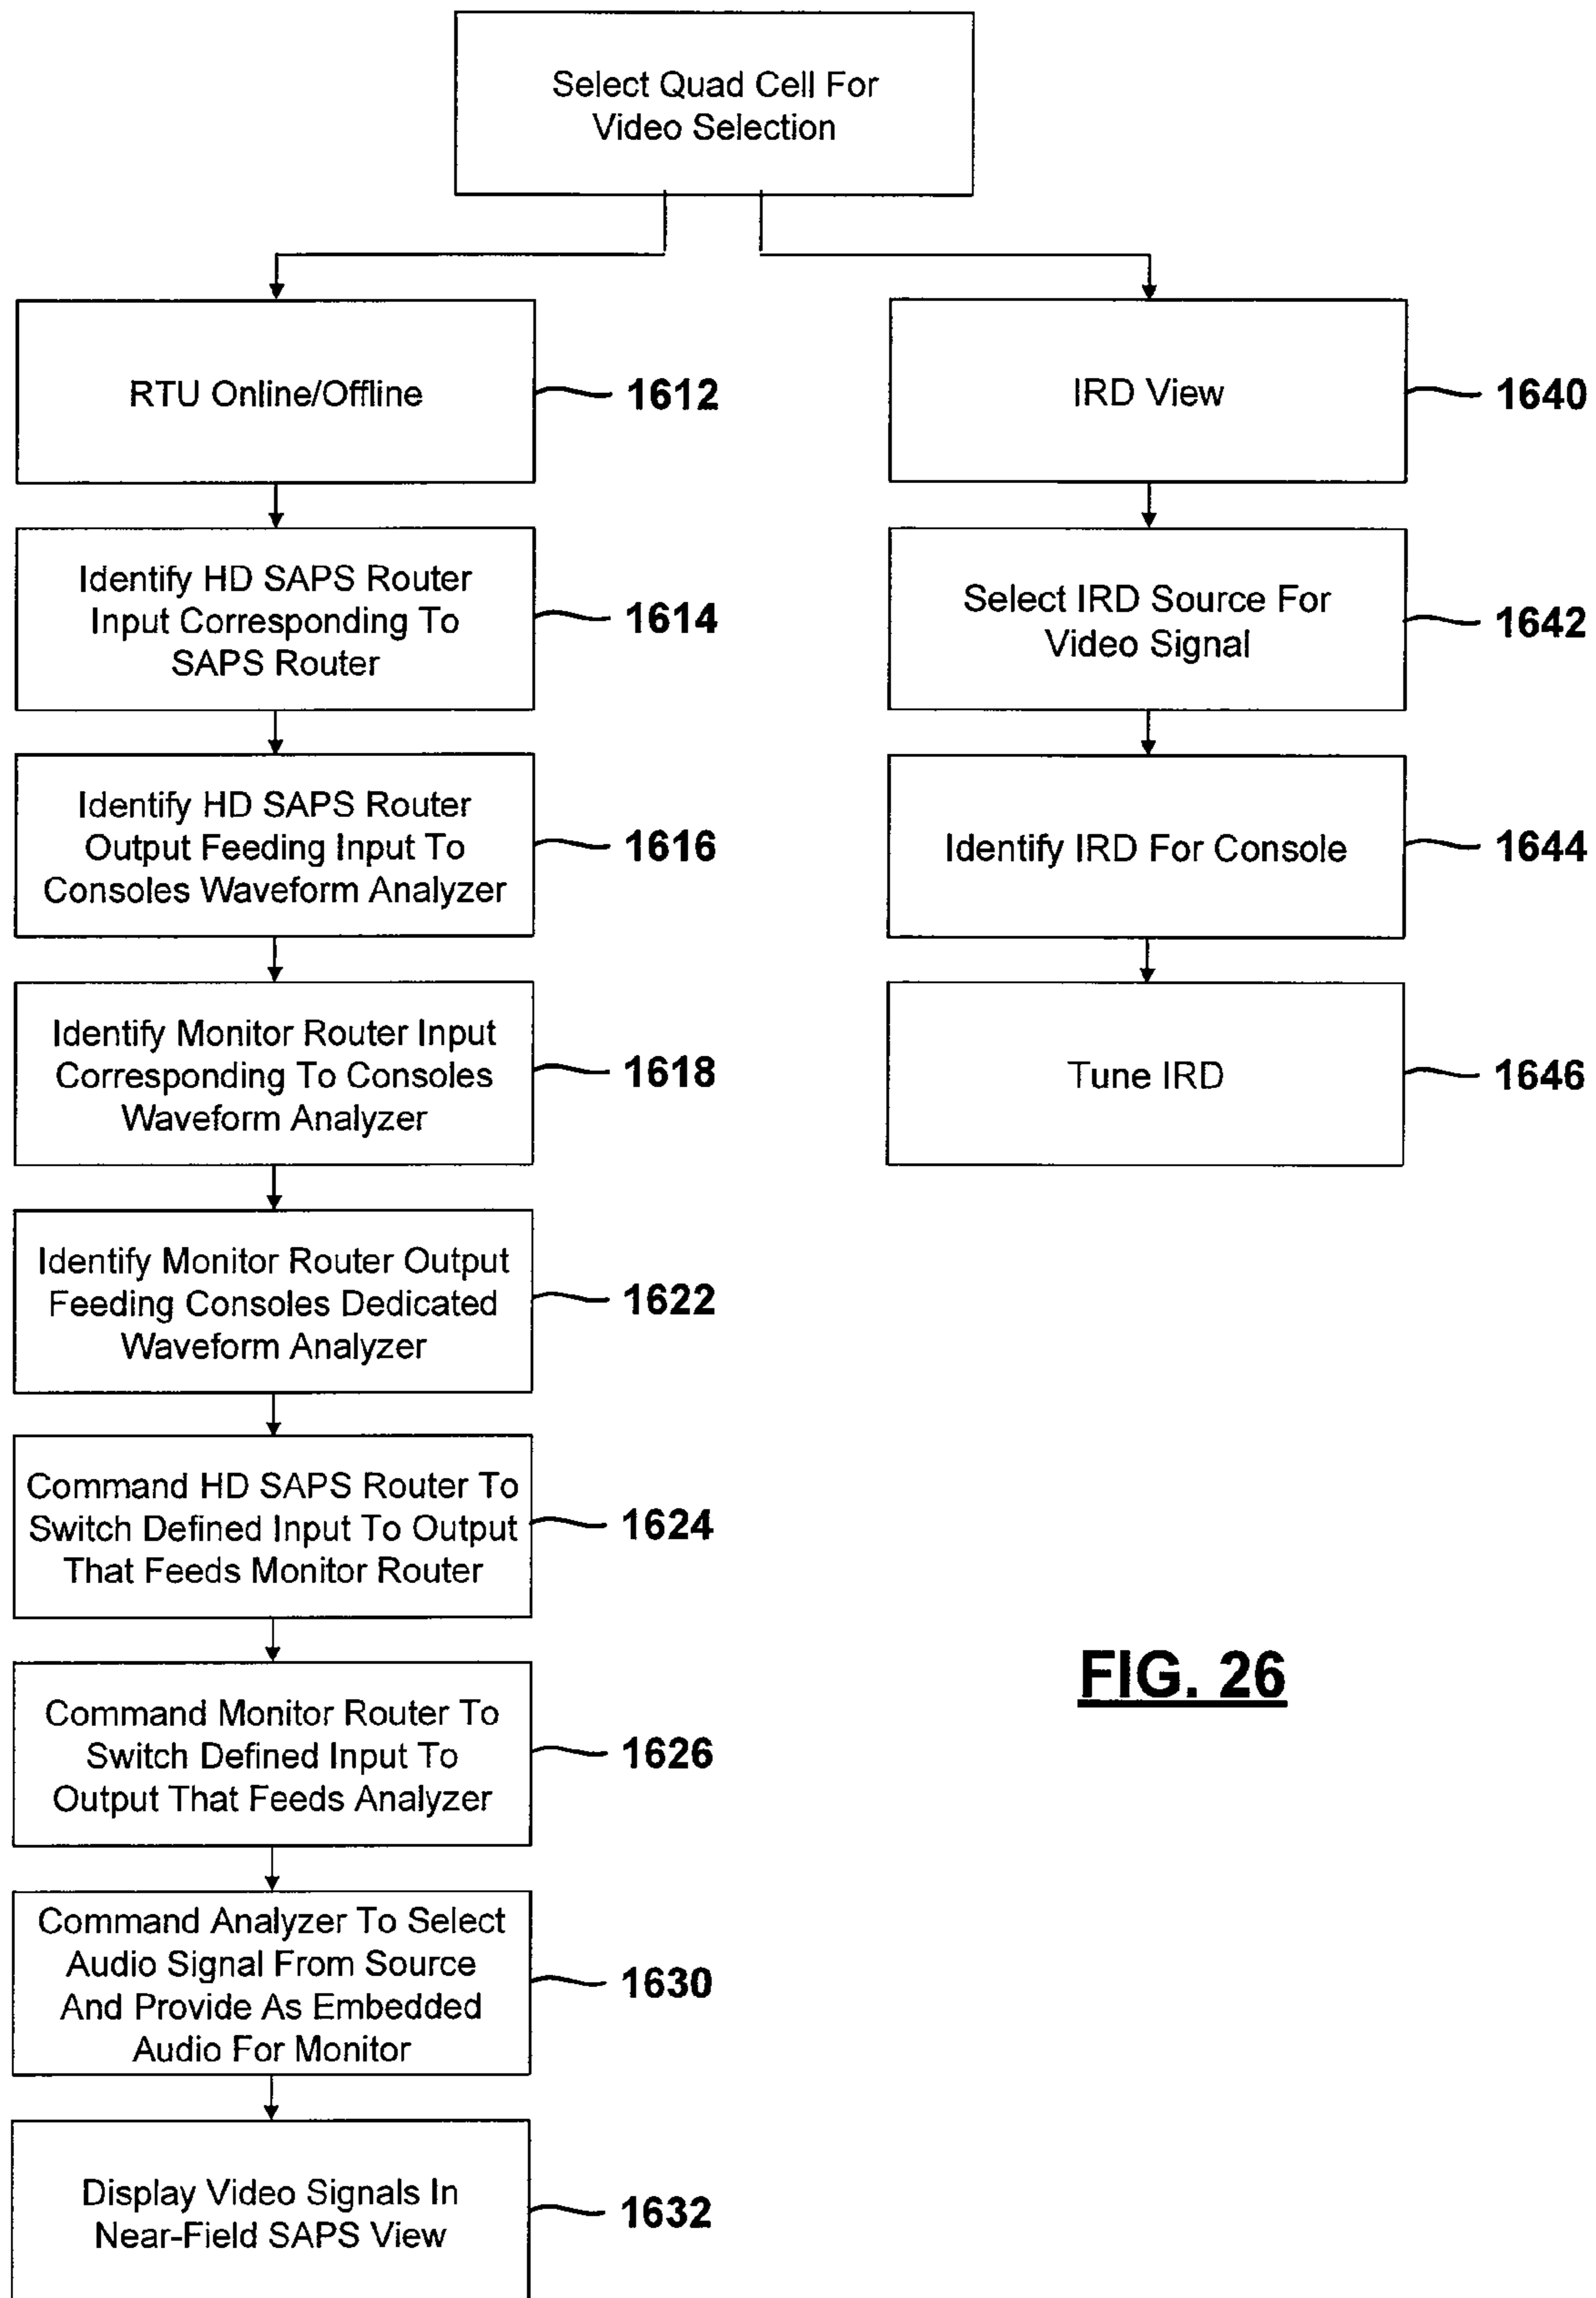 Select Quad Cell For
Video Selection
RTU Online/Offline
1612
Identify HD SAPS Router
Input Corresponding To
SAPS Router
1614
Identify HD SAPS Router
Output Feeding Input To
Consoles Waveform Analyzer
1616
Identify Monitor Router Input
Corresponding To Consoles
Waveform Analyzer
1618
Identify Monitor Router Output
Feeding Consoles Dedicated
Waveform Analyzer
1622
Command HD SAPS Router To
Switch Defined Input To Output
That Feeds Monitor Router
1624
Command Monitor Router To
Switch Defined Input To
Output That Feeds Analyzer
1626
Command Analyzer To Select
Audio Signal From Source
And Provide As Embedded
Audio For Monitor
1630
Display Video Signals In
Near-Field SAPS View
1632
IRD View
1640
Select IRD Source For
Video Signal
1642
Identify IRD For Console
1644
Tune IRD
1646
FIG. 26